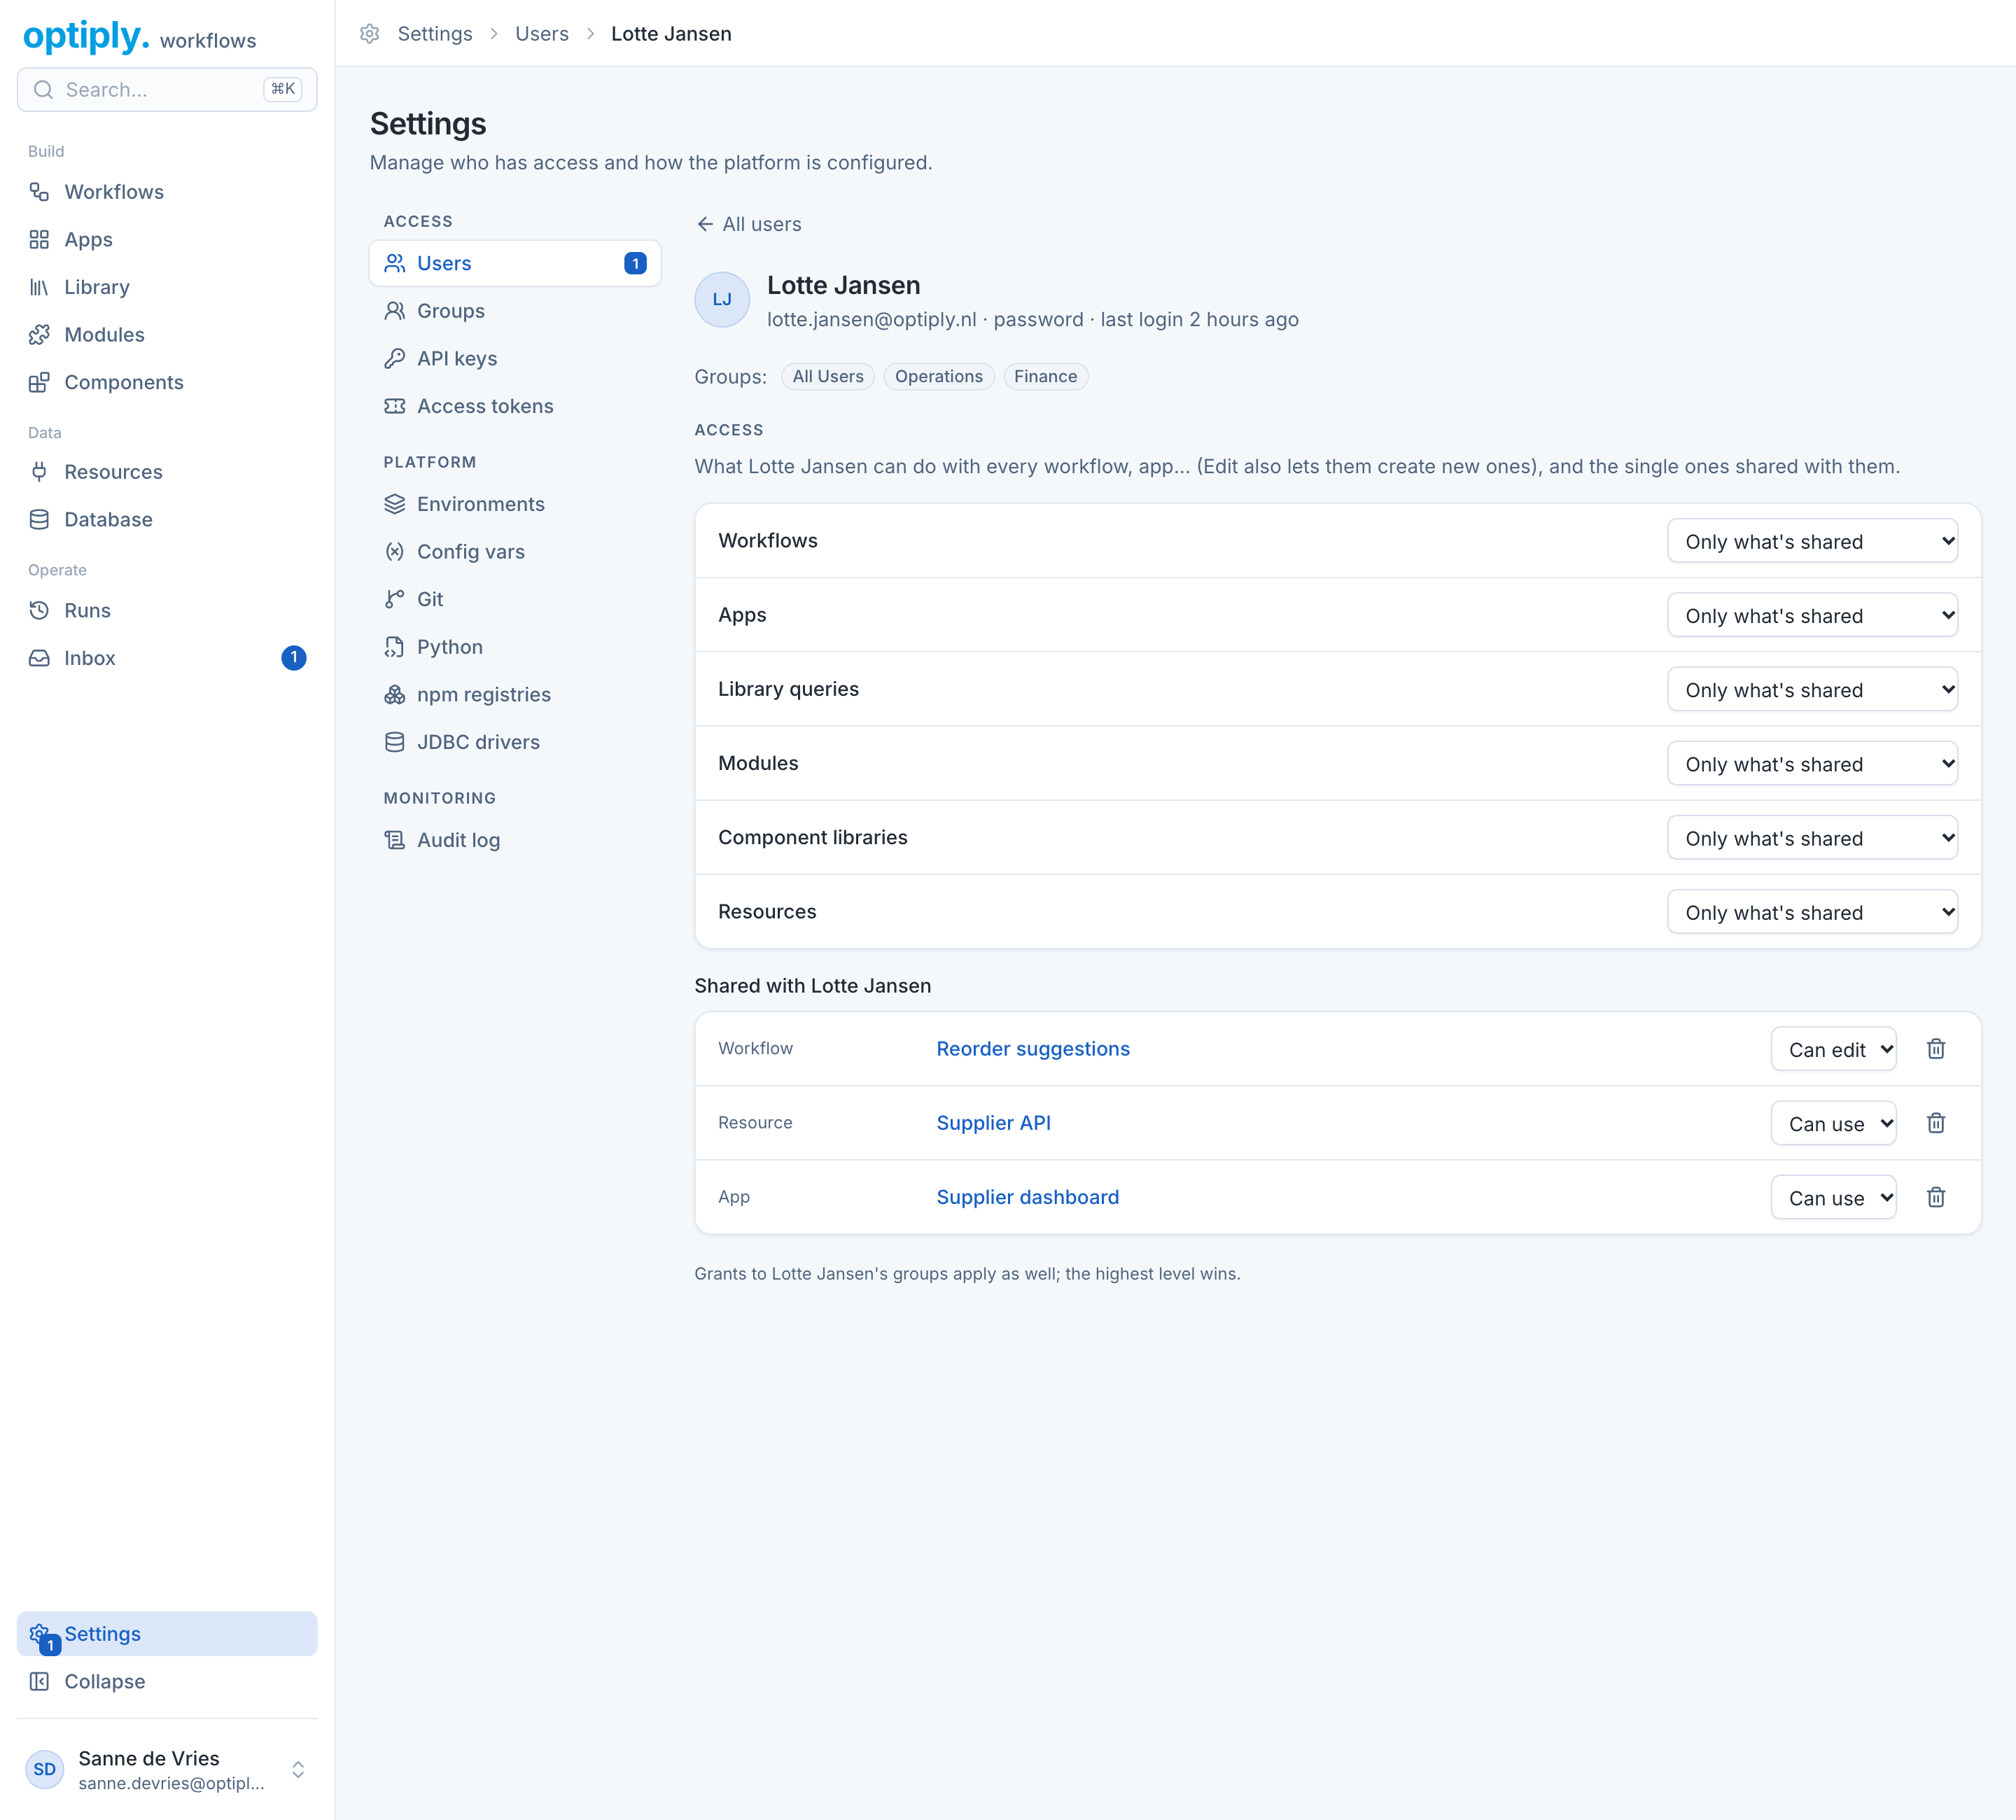 optiply. workflows
Search... ⌘K
Build
Workflows
Apps
Library
Modules
Components
Data
Resources
Database
Operate
Runs
Inbox 1
Settings 1
Collapse
SD
Sanne de Vries
sanne.devries@optipl...
Settings > Users > Lotte Jansen
Settings
Manage who has access and how the platform is configured.
ACCESS
Users 1
Groups
API keys
Access tokens
PLATFORM
Environments
Config vars
Git
Python
npm registries
JDBC drivers
MONITORING
Audit log
← All users
LJ
Lotte Jansen
lotte.jansen@optiply.nl · password · last login 2 hours ago
Groups: All Users Operations Finance
ACCESS
What Lotte Jansen can do with every workflow, app... (Edit also lets them create new ones), and the single ones shared with them.
Workflows Only what's shared
Apps Only what's shared
Library queries Only what's shared
Modules Only what's shared
Component libraries Only what's shared
Resources Only what's shared
Shared with Lotte Jansen
Workflow Reorder suggestions Can edit
Resource Supplier API Can use
App Supplier dashboard Can use
Grants to Lotte Jansen's groups apply as well; the highest level wins.